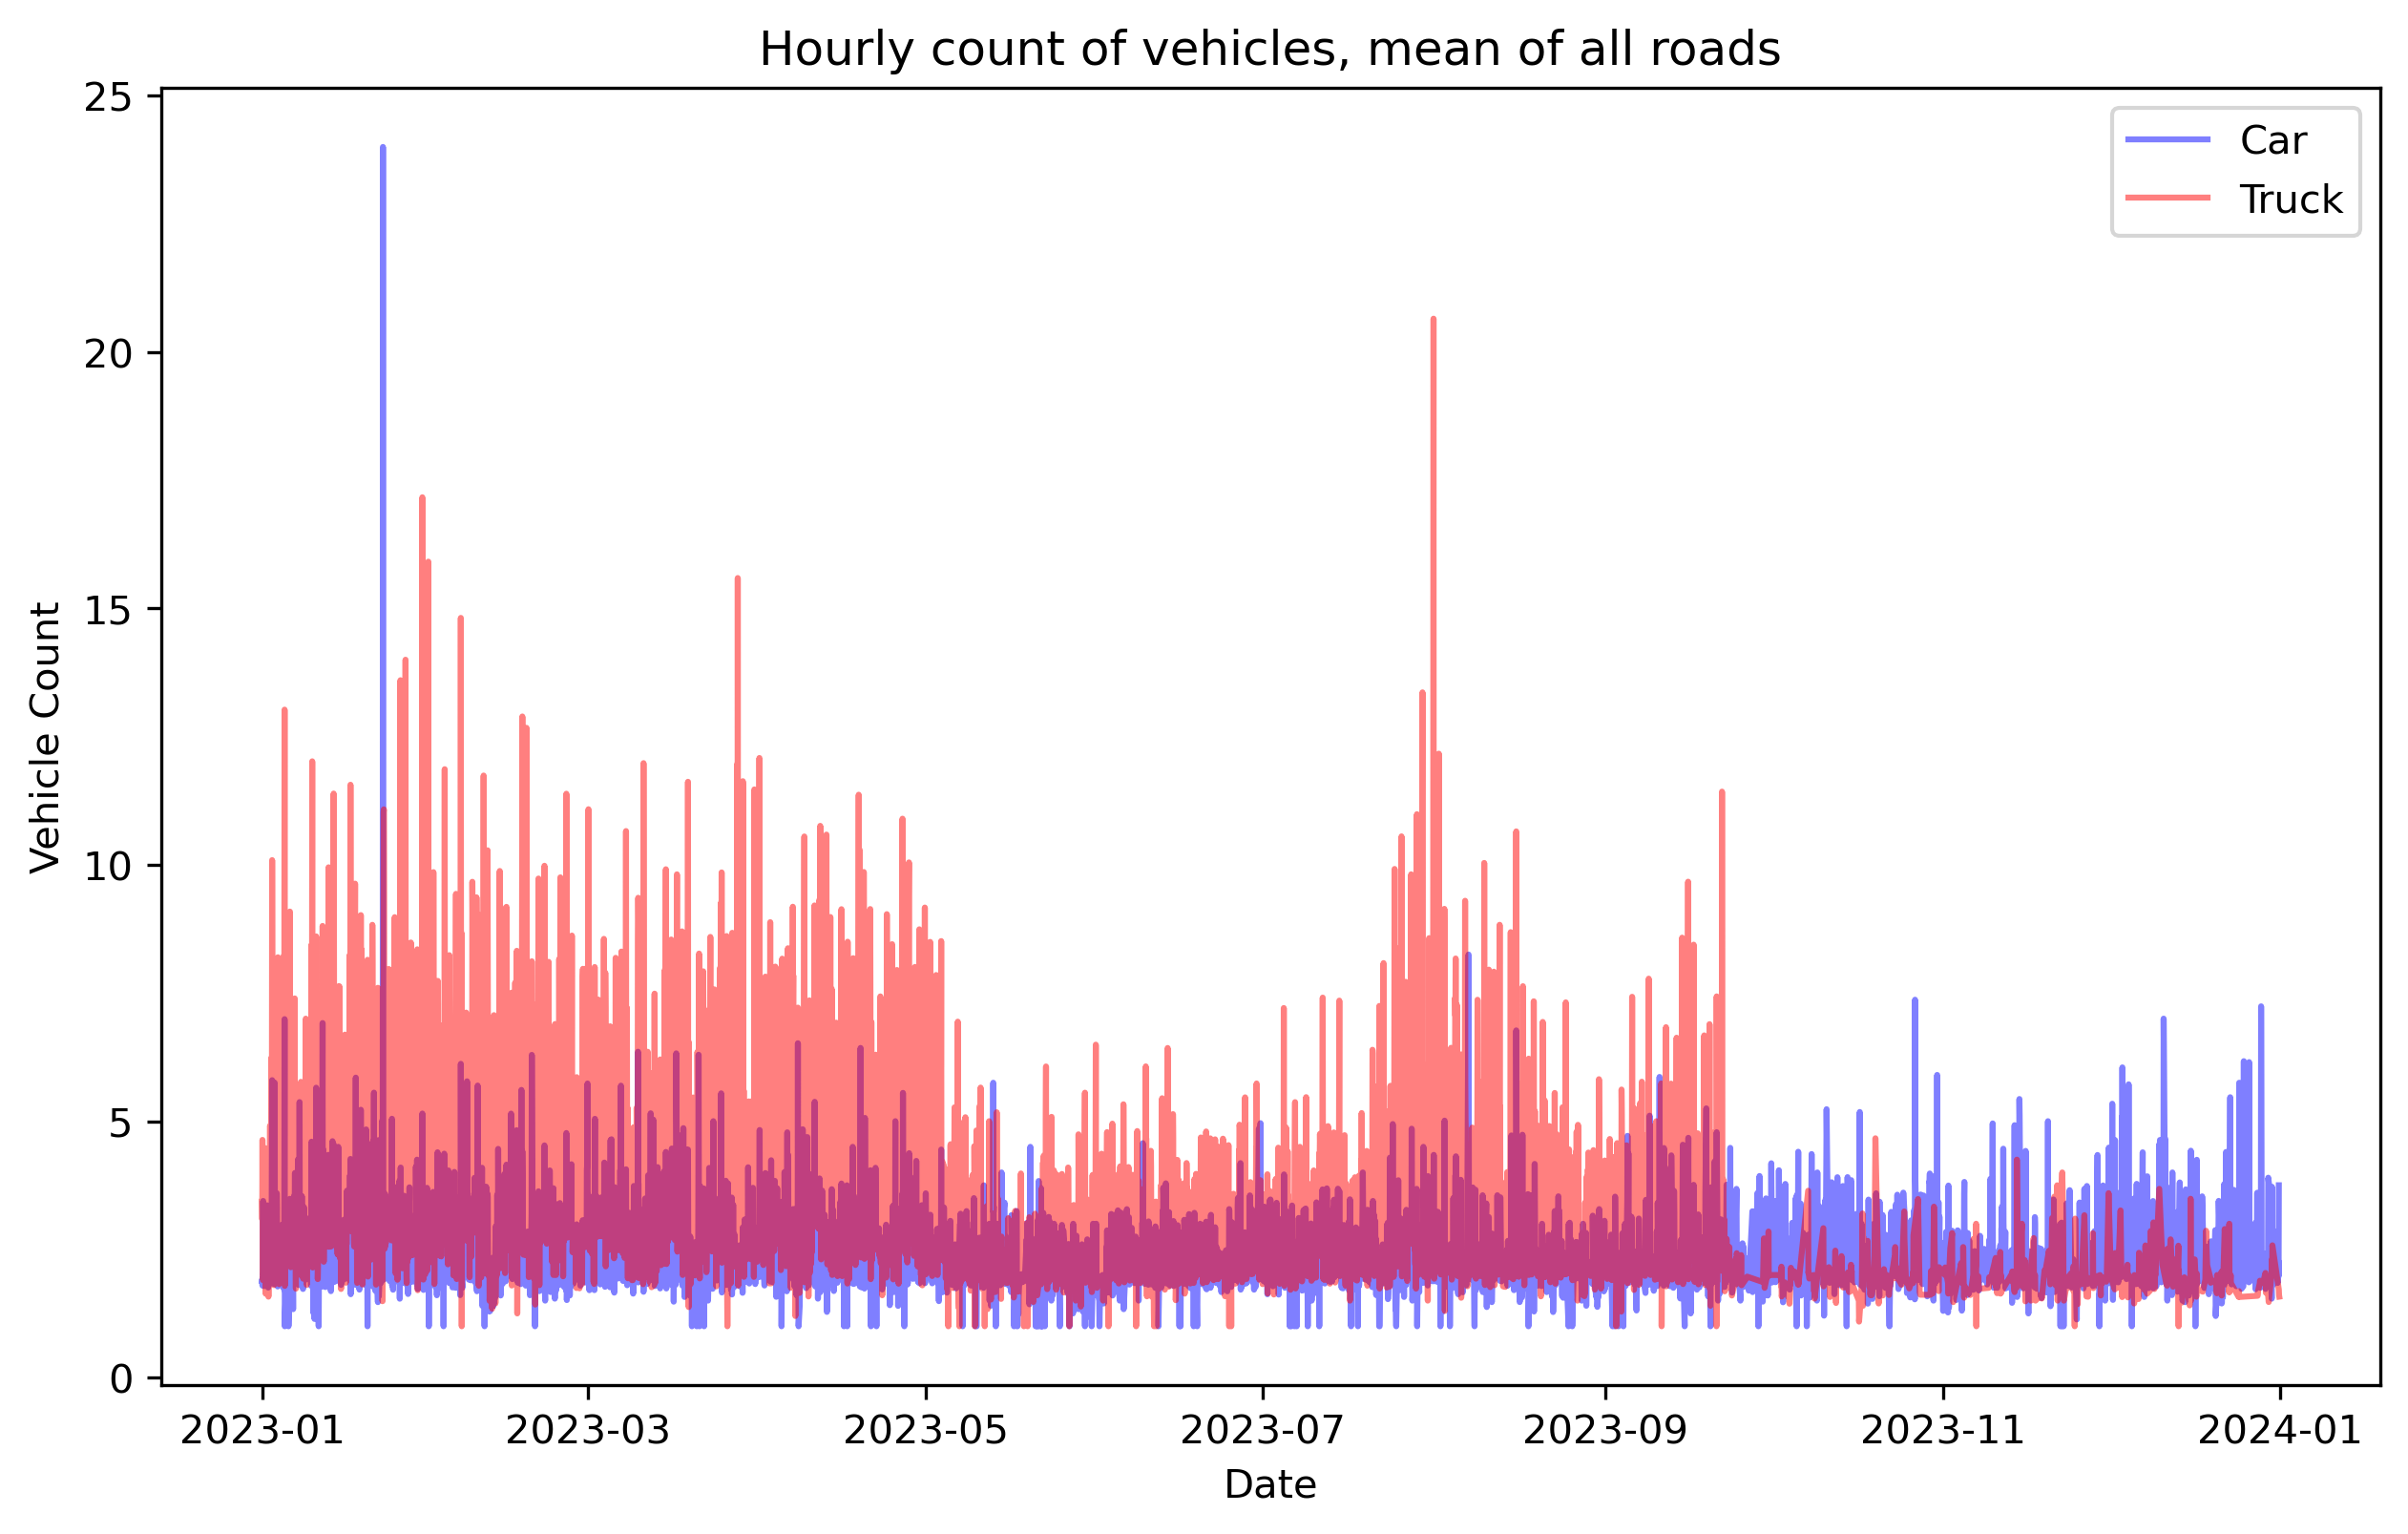 Hourly count of vehicles, mean of all roads
25
20
15
10
5
0
Vehicle Count
Car
Truck
2023-01
2023-03
2023-05
2023-07
2023-09
2023-11
2024-01
Date